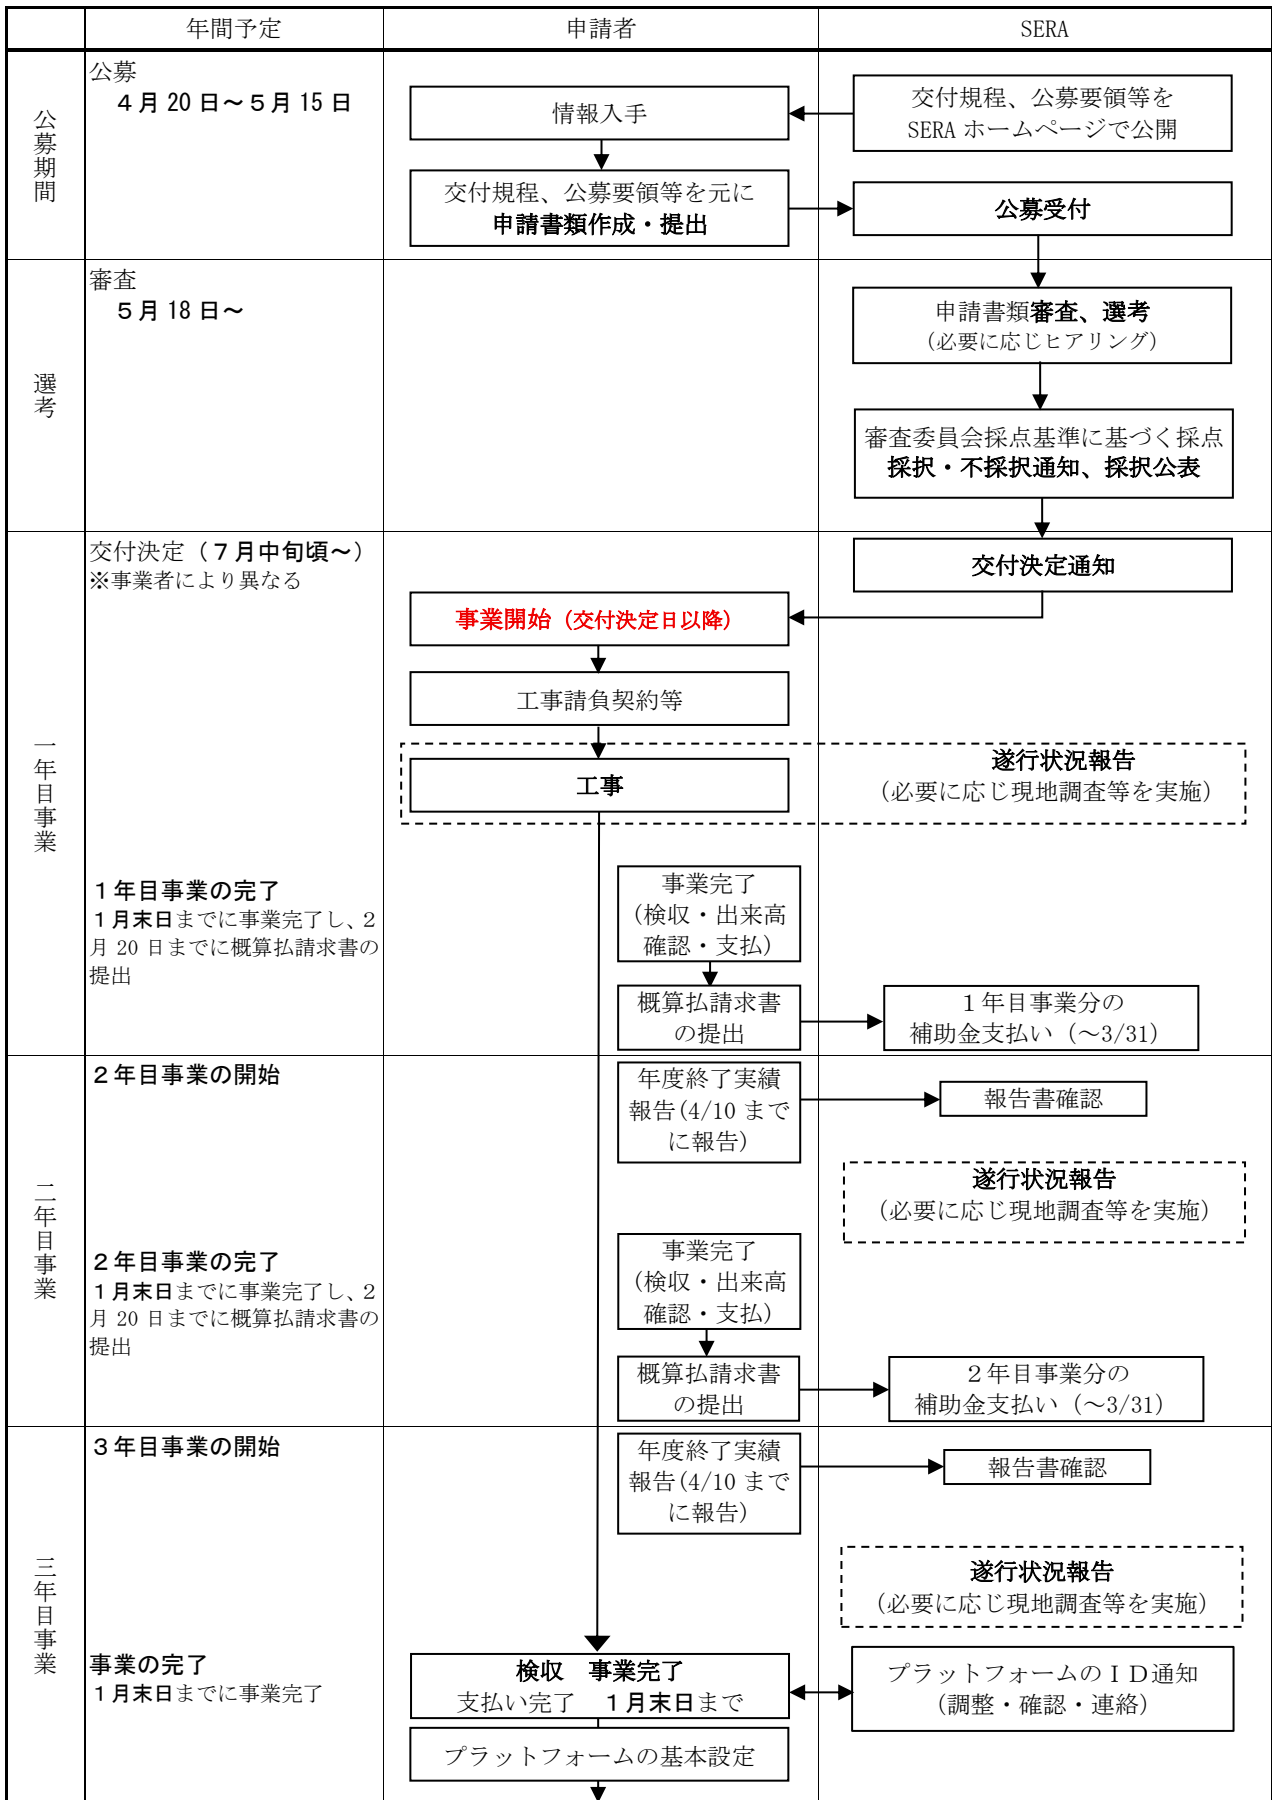 年間予定
申請者
SERA
公募期間
公募
４月 20 日～５月 15 日
情報入手
交付規程、公募要領等を
SERA ホームページで公開
交付規程、公募要領等を元に
申請書類作成・提出
公募受付
選考
審査
５月 18 日～
申請書類審査、選考
（必要に応じヒアリング）
審査委員会採点基準に基づく採点
採択・不採択通知、採択公表
一年目事業
交付決定（７月中旬頃～）
※事業者により異なる
交付決定通知
事業開始（交付決定日以降）
工事請負契約等
工事
遂行状況報告
（必要に応じ現地調査等を実施）
１年目事業の完了
１月末日までに事業完了し、２
月 20 日までに概算払請求書の
提出
事業完了
（検収・出来高
確認・支払）
概算払請求書
の提出
１年目事業分の
補助金支払い（～3/31）
二年目事業
２年目事業の開始
年度終了実績
報告(4/10 まで
に報告）
報告書確認
遂行状況報告
（必要に応じ現地調査等を実施）
２年目事業の完了
１月末日までに事業完了し、２
月 20 日までに概算払請求書の
提出
事業完了
（検収・出来高
確認・支払）
概算払請求書
の提出
２年目事業分の
補助金支払い（～3/31）
三年目事業
３年目事業の開始
年度終了実績
報告(4/10 まで
に報告）
報告書確認
遂行状況報告
（必要に応じ現地調査等を実施）
事業の完了
１月末日までに事業完了
検収　事業完了
支払い完了　１月末日まで
プラットフォームのＩＤ通知
（調整・確認・連絡）
プラットフォームの基本設定